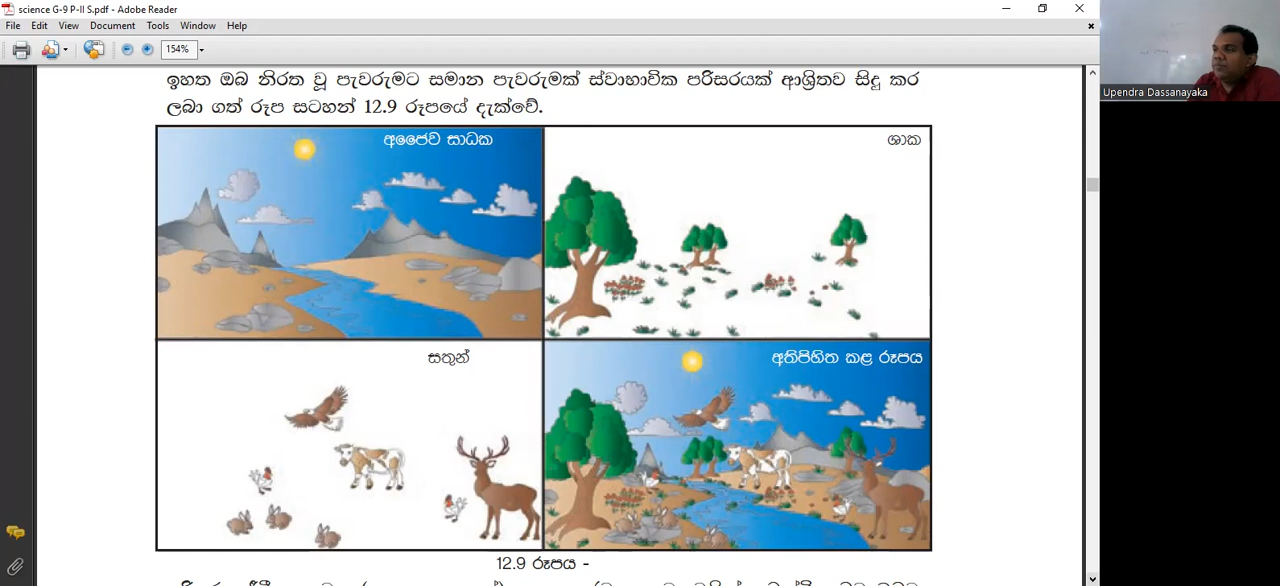 science G-9 P-II S.pdf - Adobe Reader
File Edit View Document Tools Window Help
154%
Upendra Dassanayaka
ඉහත ඔබ නිරත වූ පැවරුමට සමාන පැවරුමක් ස්වාභාවික පරිසරයක් ආශ්‍රිතව සිදු කර
ලබා ගත් රූප සටහන් 12.9 රූපයේ දැක්වේ.
අජෛව සාධක
ශාක
සතුන්
අතිපිහිත කළ රූපය
12.9 රූපය -